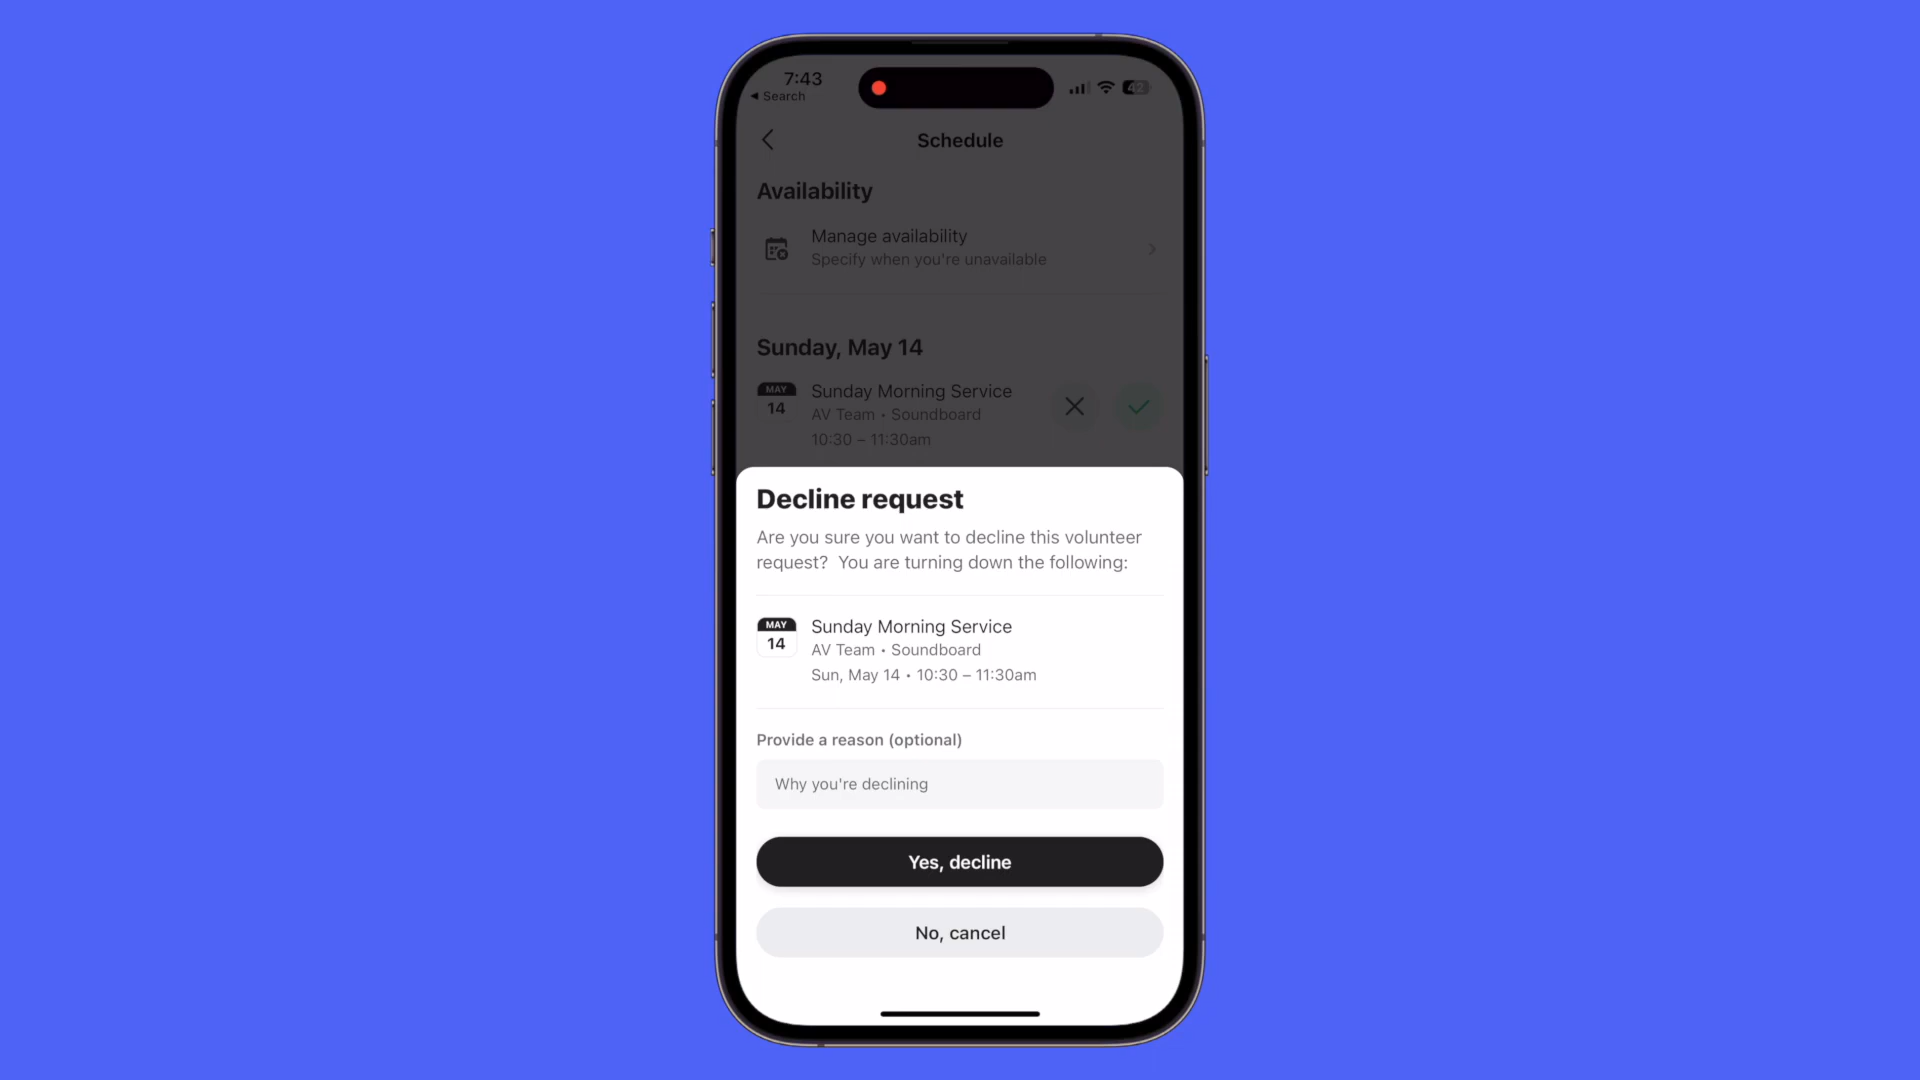 7:43
Search
42
Schedule
Availability
Manage availability
Specify when you're unavailable
Sunday, May 14
MAY
14
Sunday Morning Service
AV Team • Soundboard
10:30 – 11:30am
Decline request
Are you sure you want to decline this volunteer
request?  You are turning down the following:
MAY
14
Sunday Morning Service
AV Team • Soundboard
Sun, May 14 • 10:30 – 11:30am
Provide a reason (optional)
Why you're declining
Yes, decline
No, cancel